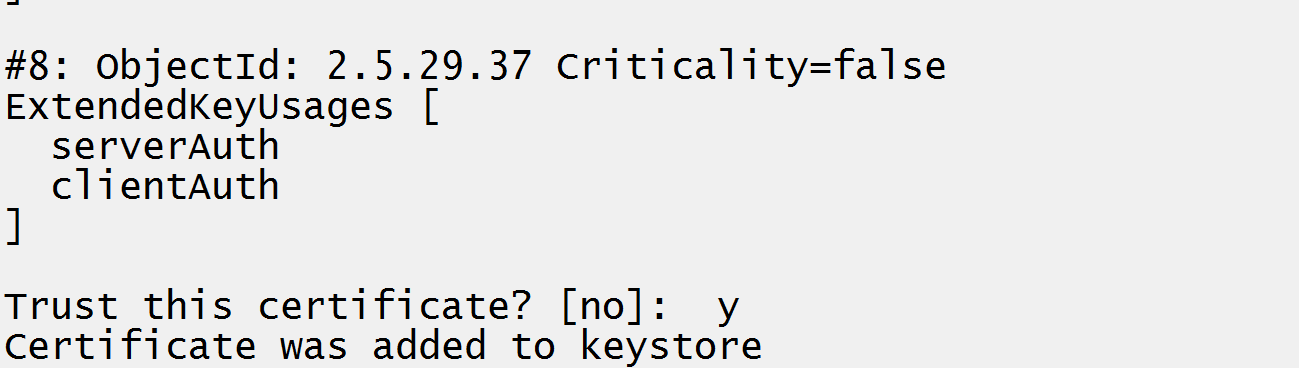 ]
#8: ObjectId: 2.5.29.37 Criticality=false
ExtendedKeyUsages [
  serverAuth
  clientAuth
]
Trust this certificate? [no]:  y
Certificate was added to keystore